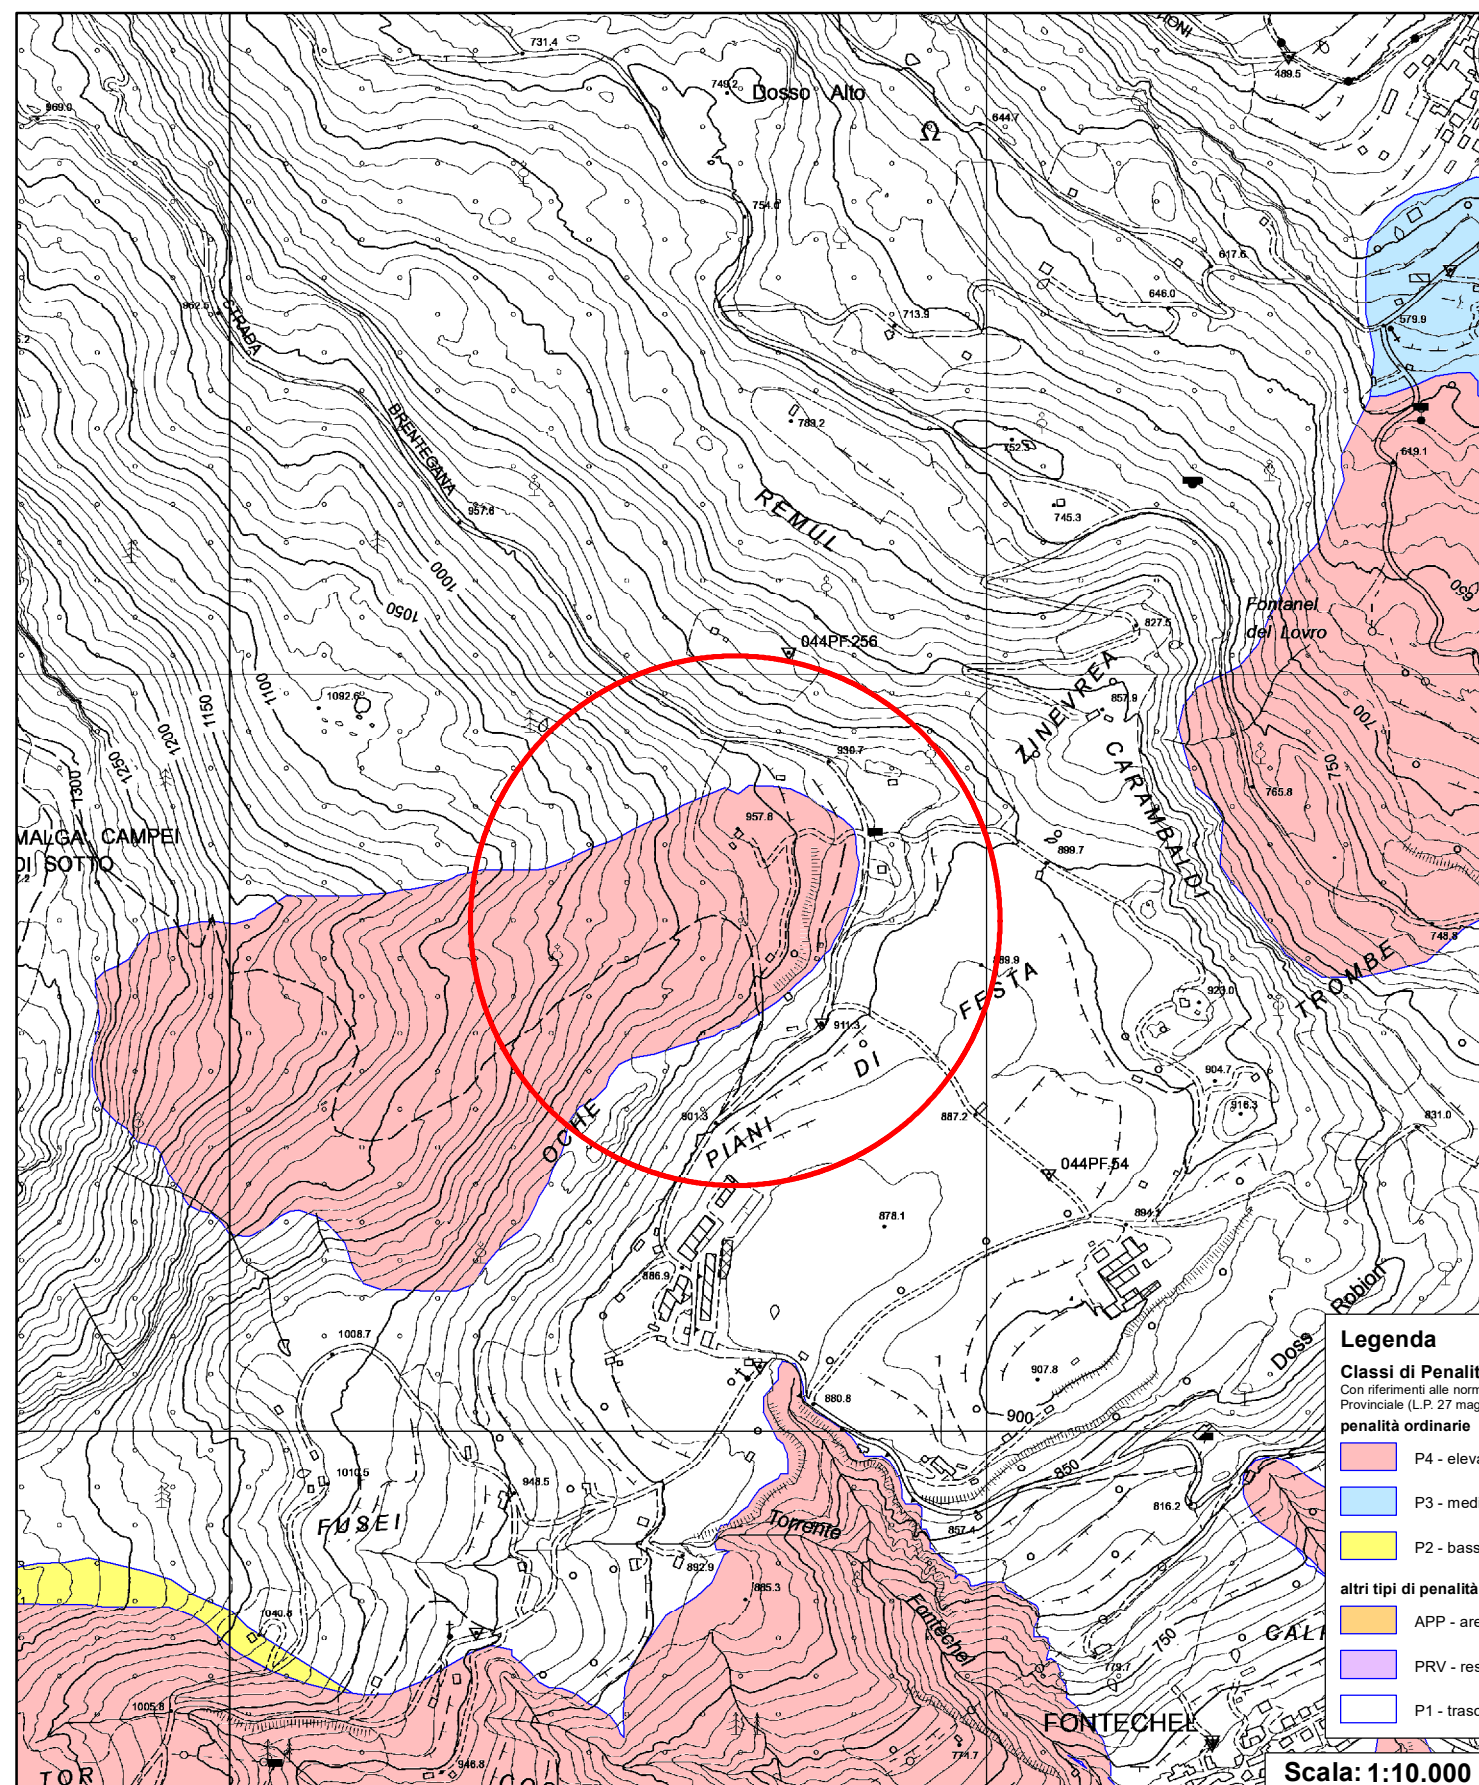 731.4
749.2
Dosso Alto
489.5
969.0
644.7
754.0
617.6
646.0
962.5
STRADA
713.9
579.9
783.2
BRENTEGANA
752.3
619.1
957.6
745.3
REMUL
1000
650
1050
Fontanel
del Lovro
827.5
044PF.256
1092.6
1100
1150
1200
1250
1300
857.9
ZINEVREA
CARAMBALDI
700
750
930.7
765.8
957.8
MALGA CAMPEI
DI SOTTO
899.7
748.8
889.9
923.0
TROMBE
PIANI DI FESTA
911.3
904.7
916.3
831.0
901.3
887.2
OCHE
044PF.54
878.1
894.1
886.9
Doss Robion
1008.7
907.8
880.8
900
1010.5
948.5
850
816.2
857.4
FUSEI
Torrente
Fontechel
892.9
885.3
1040.8
750
779.7
1005.8
FONTECHEL
774.7
946.8
TOR
Legenda
Classi di Penalit
Con riferimenti alle norm
Provinciale (L.P. 27 mag
penalità ordinarie
P4 - eleva
P3 - medi
P2 - bass
altri tipi di penalità
APP - are
PRV - res
P1 - trasc
Scala: 1:10.000